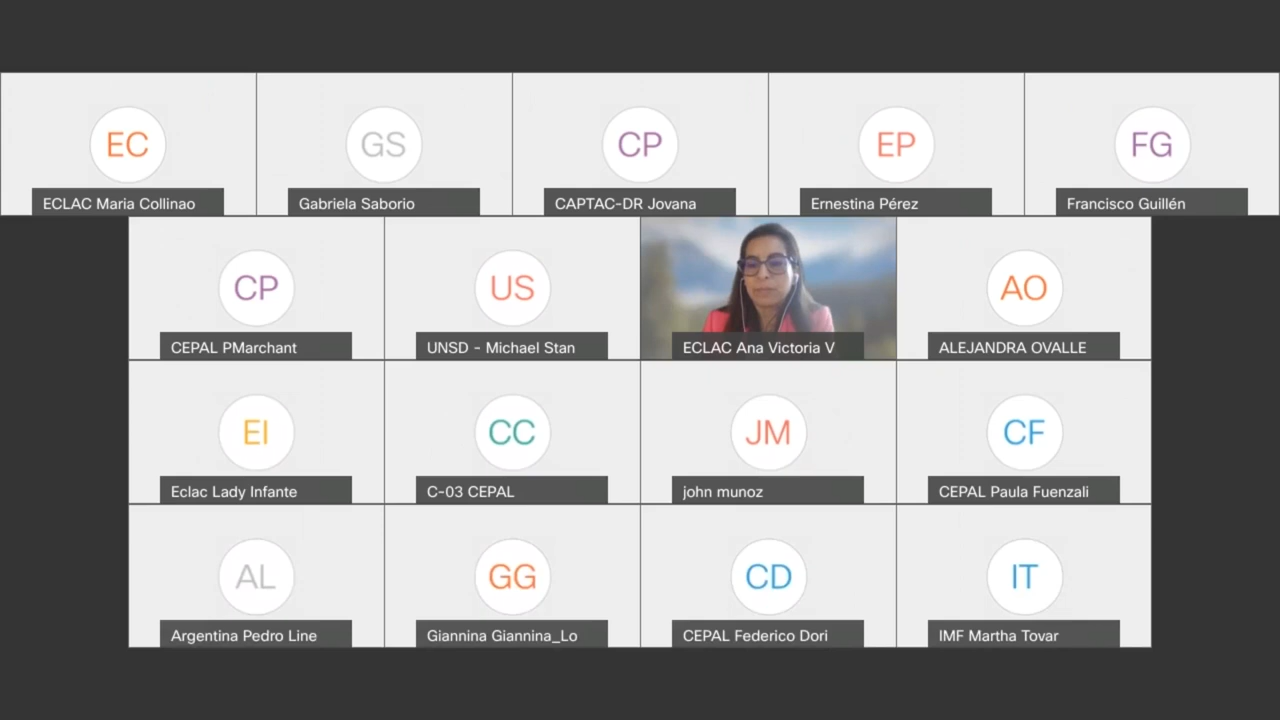 EC
ECLAC Maria Collinao
GS
Gabriela Saborio
CP
CAPTAC-DR Jovana
EP
Ernestina Pérez
FG
Francisco Guillén
CP
CEPAL PMarchant
US
UNSD - Michael Stan
ECLAC Ana Victoria V
AO
ALEJANDRA OVALLE
EI
Eclac Lady Infante
CC
C-03 CEPAL
JM
john munoz
CF
CEPAL Paula Fuenzali
AL
Argentina Pedro Line
GG
Giannina Giannina_Lo
CD
CEPAL Federico Dori
IT
IMF Martha Tovar